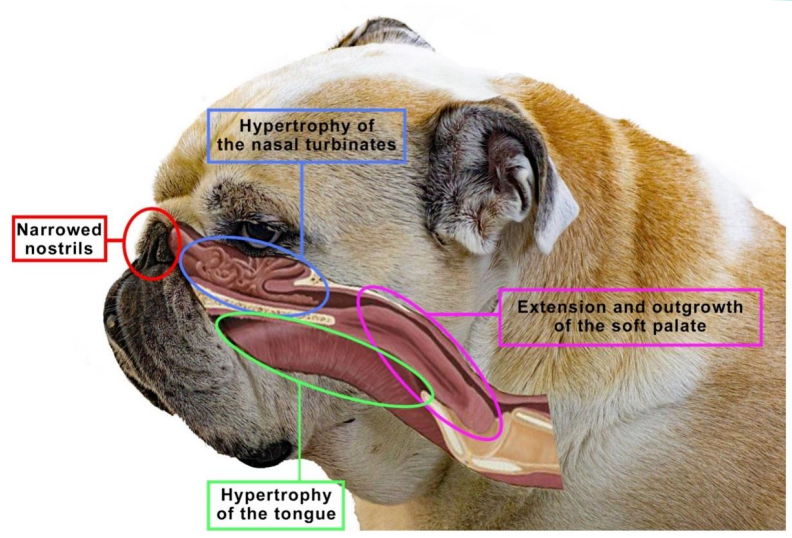 Hypertrophy of
the nasal turbinates
Narrowed
nostrils
Extension and outgrowth
of the soft palate
Hypertrophy
of the tongue